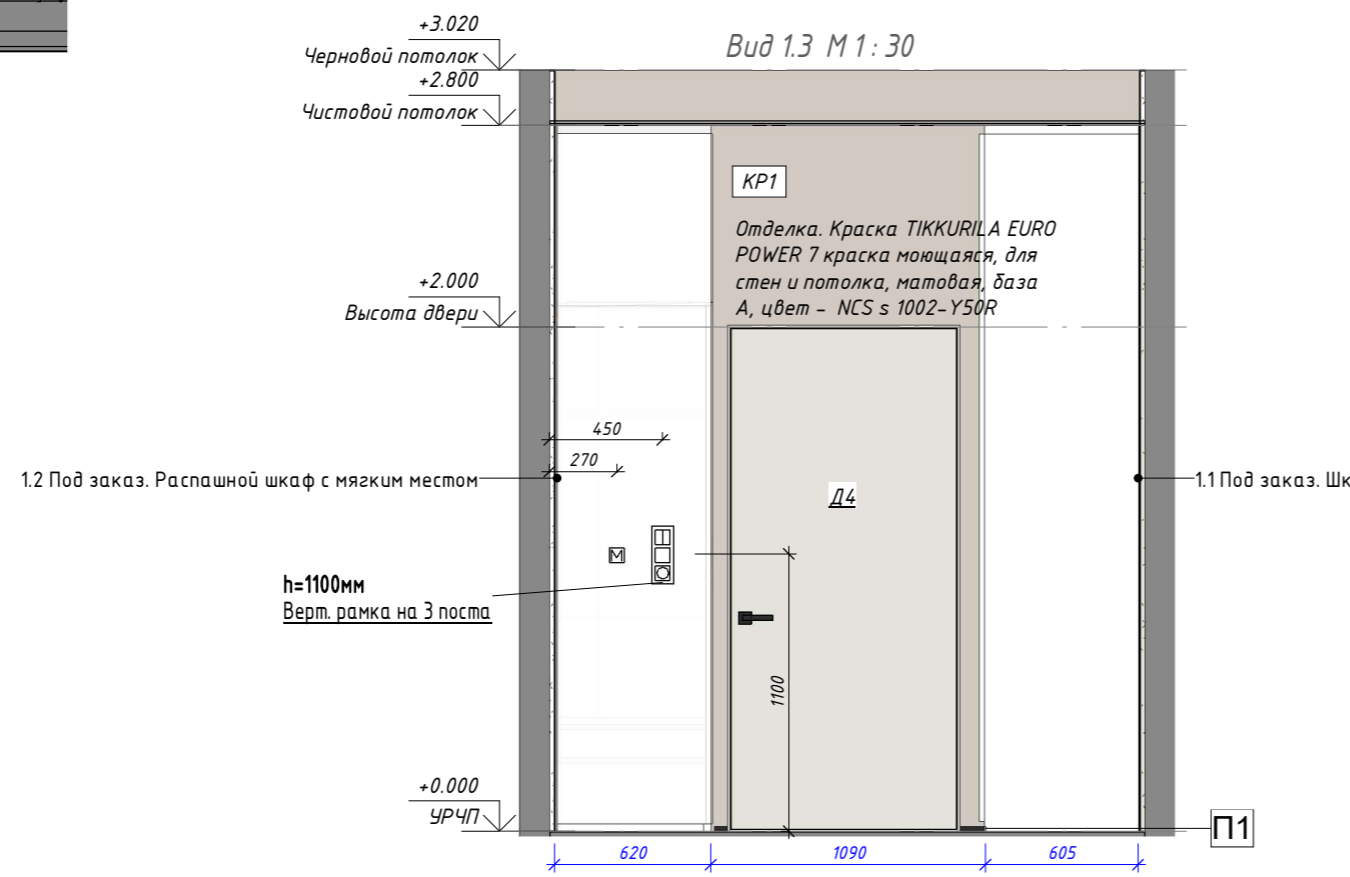 Вид 1.3 М 1 : 30
+3.020
Черновой потолок
+2.800
Чистовой потолок
КР1
Отделка. Краска TIKKURILA EURO
POWER 7 краска моющаяся, для
стен и потолка, матовая, база
А, цвет - NCS s 1002-Y50R
+2.000
Высота двери
450
270
1.2 Под заказ. Распашной шкаф с мягким местом
Д4
1.1 Под заказ. Шк
М
h=1100мм
Верт. рамка на 3 поста
1100
+0.000
УРЧП
П1
620
1090
605